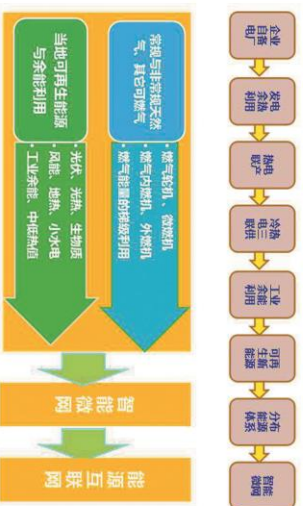 企业
自备
电厂
发电
余热
利用
热电
联产
冷热
电三
联供
工业
余能
利用
可再
生新
能源
分布
能源
体系
智能
微网
常规与非常规天然
气、其它可燃气
·燃气轮机、微燃机
·燃气内燃机、外燃机
·燃气能量的梯级利用
当地可再生能源
与余能利用
·光伏、光热、生物质
·风能、地热、小水电
·工业余能、中低热值
智能微网
能源互联网